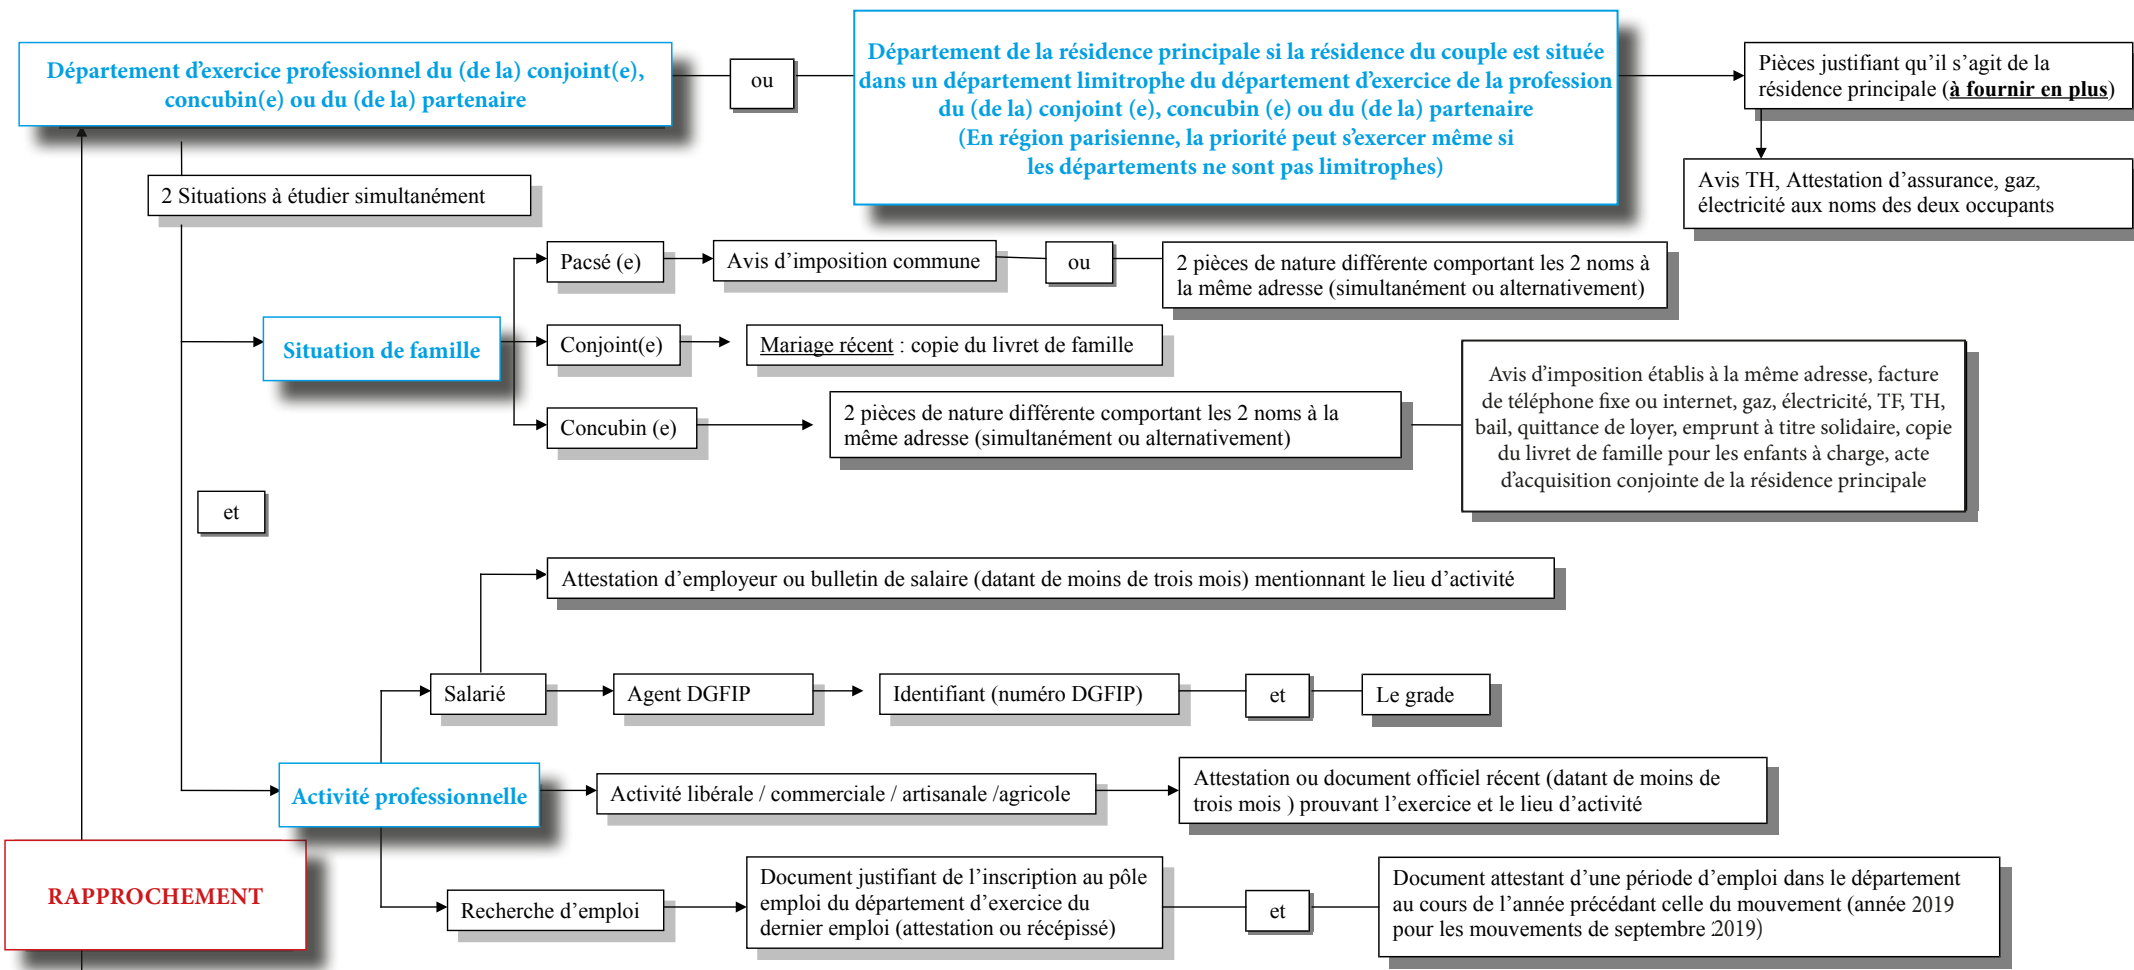 Département d'exercice professionnel du (de la) conjoint(e),
concubin(e) ou du (de la) partenaire
ou
Département de la résidence principale si la résidence du couple est située
dans un département limitrophe du département d'exercice de la profession
du (de la) conjoint (e), concubin (e) ou du (de la) partenaire
(En région parisienne, la priorité peut s'exercer même si
les départements ne sont pas limitrophes)
Pièces justifiant qu'il s'agit de la
résidence principale (à fournir en plus)
Avis TH, Attestation d'assurance, gaz,
électricité aux noms des deux occupants
2 Situations à étudier simultanément
Situation de famille
Pacsé (e)
Avis d'imposition commune
ou
2 pièces de nature différente comportant les 2 noms à
la même adresse (simultanément ou alternativement)
Conjoint(e)
Mariage récent : copie du livret de famille
Concubin (e)
2 pièces de nature différente comportant les 2 noms à la
même adresse (simultanément ou alternativement)
Avis d'imposition établis à la même adresse, facture
de téléphone fixe ou internet, gaz, électricité, TF, TH,
bail, quittance de loyer, emprunt à titre solidaire, copie
du livret de famille pour les enfants à charge, acte
d'acquisition conjointe de la résidence principale
et
Attestation d'employeur ou bulletin de salaire (datant de moins de trois mois) mentionnant le lieu d'activité
Salarié
Agent DGFIP
Identifiant (numéro DGFIP)
et
Le grade
Activité professionnelle
Activité libérale / commerciale / artisanale /agricole
Attestation ou document officiel récent (datant de moins de
trois mois ) prouvant l'exercice et le lieu d'activité
RAPPROCHEMENT
Recherche d'emploi
Document justifiant de l'inscription au pôle
emploi du département d'exercice du
dernier emploi (attestation ou récépissé)
et
Document attestant d'une période d'emploi dans le département
au cours de l'année précédant celle du mouvement (année 2019
pour les mouvements de septembre 2019)